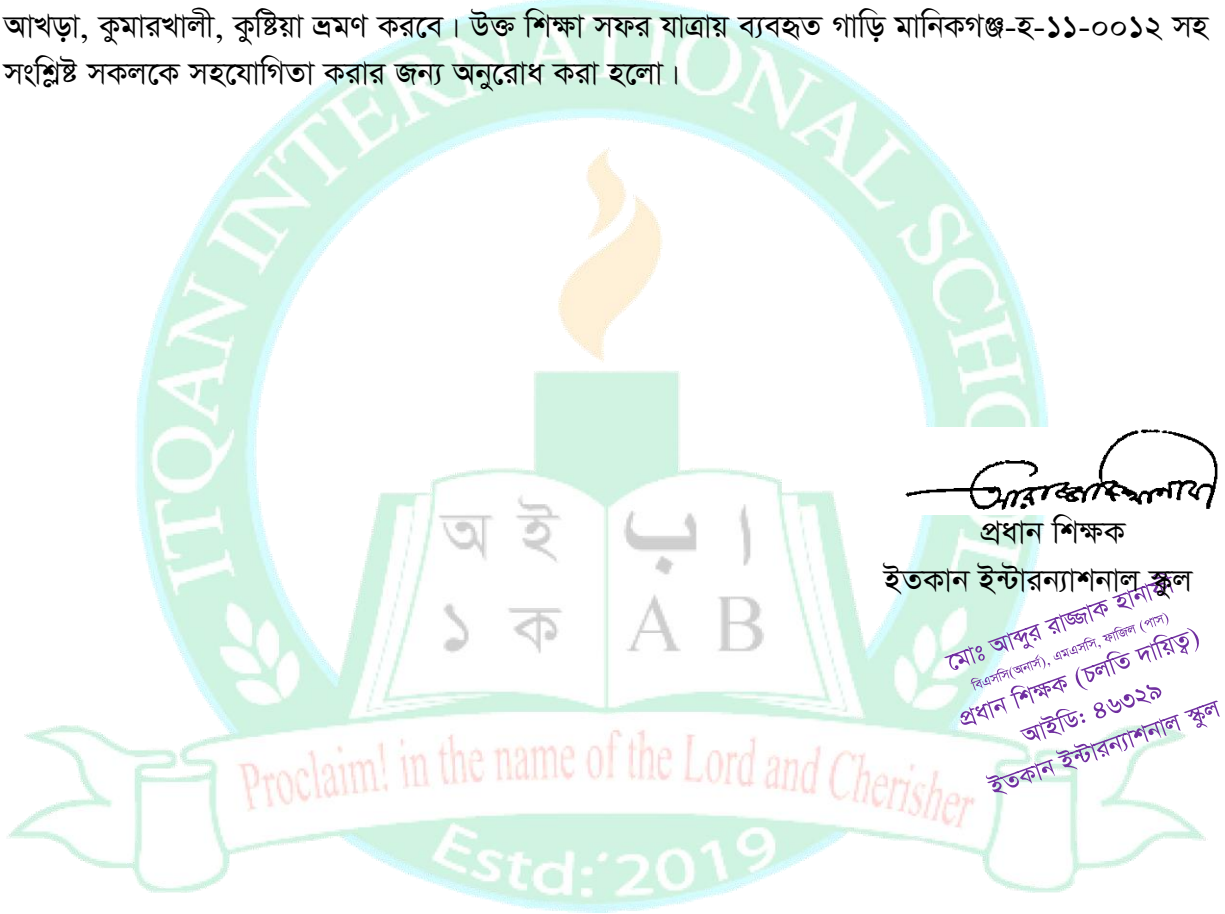 আখড়া, কুমারখালী, কুষ্টিয়া ভ্রমণ করবে। উক্ত শিক্ষা সফর যাত্রায় ব্যবহৃত গাড়ি মানিকগঞ্জ-হ-১১-০০১২ সহ
সংশ্লিষ্ট সকলকে সহযোগিতা করার জন্য অনুরোধ করা হলো।
ITQAN INTERNATIONAL SCHOOL
অ ই ب ا
১ ক A B
প্রধান শিক্ষক
ইতকান ইন্টারন্যাশনাল স্কুল
মোঃ আব্দুর রাজ্জাক
বিএসসি(অনার্স), এমএসসি, ফাজিল (পাস)
প্রধান শিক্ষক (চলতি দায়িত্ব)
আইডি: ৪৬৩২৯
ইতকান ইন্টারন্যাশনাল স্কুল
Proclaim! in the name of the Lord and Cherisher
Estd: 2019